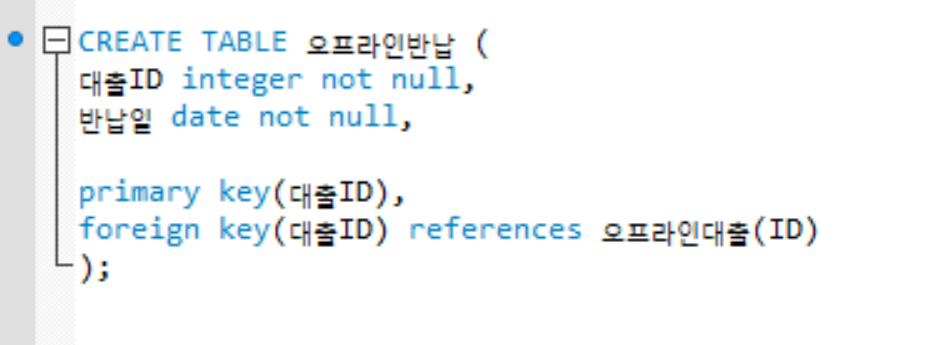 CREATE TABLE 오프라인반납 (
대출ID integer not null,
반납일 date not null,
primary key(대출ID),
foreign key(대출ID) references 오프라인대출(ID)
);